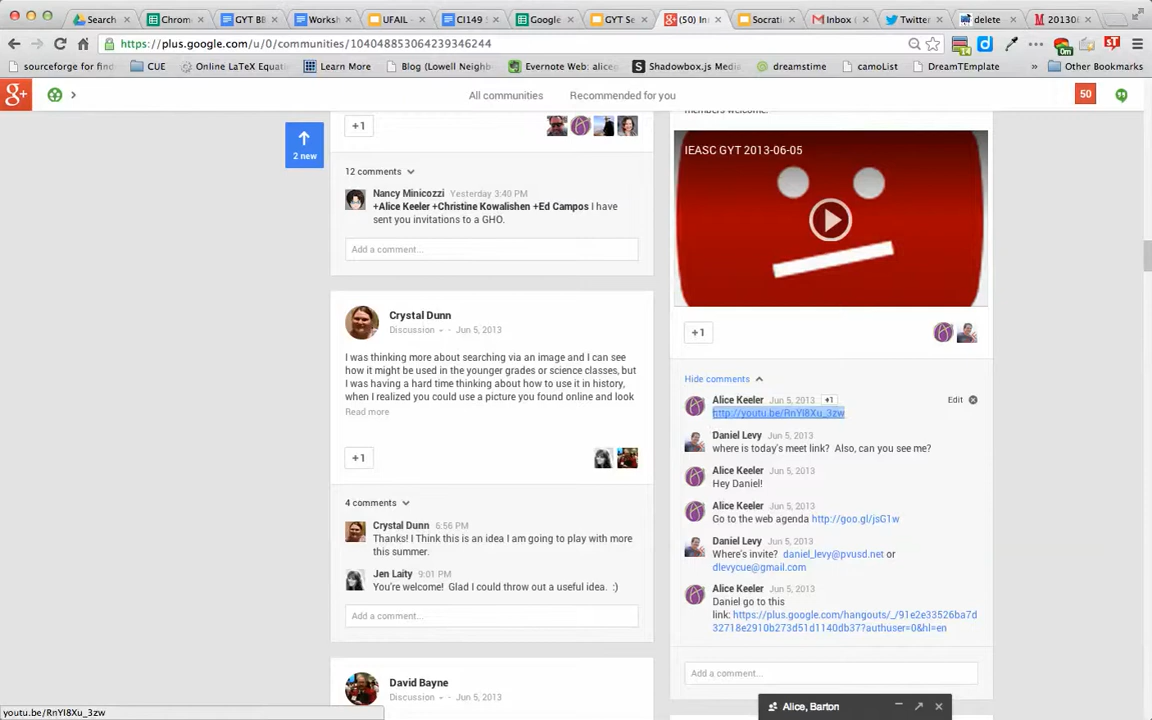 Search
Chrom
GYT Bl
Worksh
UFAIL -
CI149 S
Google
GYT Se
(50) In
Socrati
Inbox (
Twitter
delete
201306
https://plus.google.com/u/0/communities/104048853064239346244
sourceforge for find
CUE
Online LaTeX Equati
Learn More
Blog (Lowell Neighb
Evernote Web: alice
Shadowbox.js Media
dreamstime
camoList
DreamTEmplate
»
Other Bookmarks
g+
All communities
Recommended for you
50
2 new
+1
12 comments
Nancy Minicozzi Yesterday 3:40 PM
+Alice Keeler +Christine Kowalishen +Ed Campos I have
sent you invitations to a GHO.
Add a comment...
Crystal Dunn
Discussion - Jun 5, 2013
I was thinking more about searching via an image and I can see
how it might be used in the younger grades or science classes, but
I was having a hard time thinking about how to use it in history,
when I realized you could use a picture you found online and look
Read more
+1
4 comments
Crystal Dunn 6:56 PM
Thanks! I Think this is an idea I am going to play with more
this summer.
Jen Laity 9:01 PM
You're welcome! Glad I could throw out a useful idea. :)
Add a comment...
David Bayne
Discussion - Jun 5, 2013
members welcome.
IEASC GYT 2013-06-05
+1
Hide comments
Alice Keeler Jun 5, 2013 +1 Edit
http://youtu.be/RnYl8Xu_3zw
Daniel Levy Jun 5, 2013
where is today's meet link? Also, can you see me?
Alice Keeler Jun 5, 2013
Hey Daniel!
Alice Keeler Jun 5, 2013
Go to the web agenda http://goo.gl/jsG1w
Daniel Levy Jun 5, 2013
Where's invite? daniel_levy@pvusd.net or
dlevycue@gmail.com
Alice Keeler Jun 5, 2013
Daniel go to this
link: https://plus.google.com/hangouts/_/91e2e33526ba7d
32718e2910b273d51d1140db37?authuser=0&hl=en
Add a comment...
Alice, Barton
youtu.be/RnYl8Xu_3zw